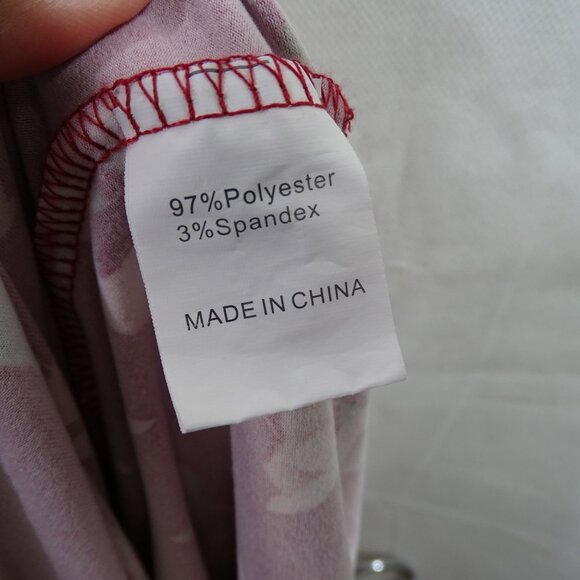 97%Polyester
3%Spandex
MADE IN CHINA